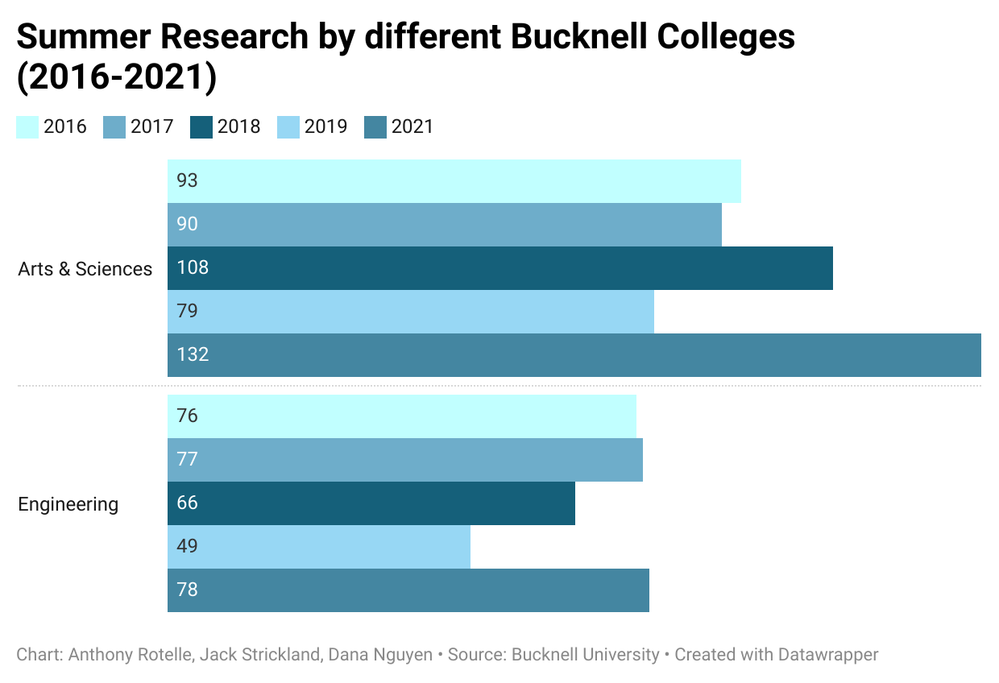 Summer Research by different Bucknell Colleges
(2016-2021)
2016 2017 2018 2019 2021
93
90
Arts & Sciences 108
79
132
76
77
Engineering 66
49
78
Chart: Anthony Rotelle, Jack Strickland, Dana Nguyen • Source: Bucknell University • Created with Datawrapper